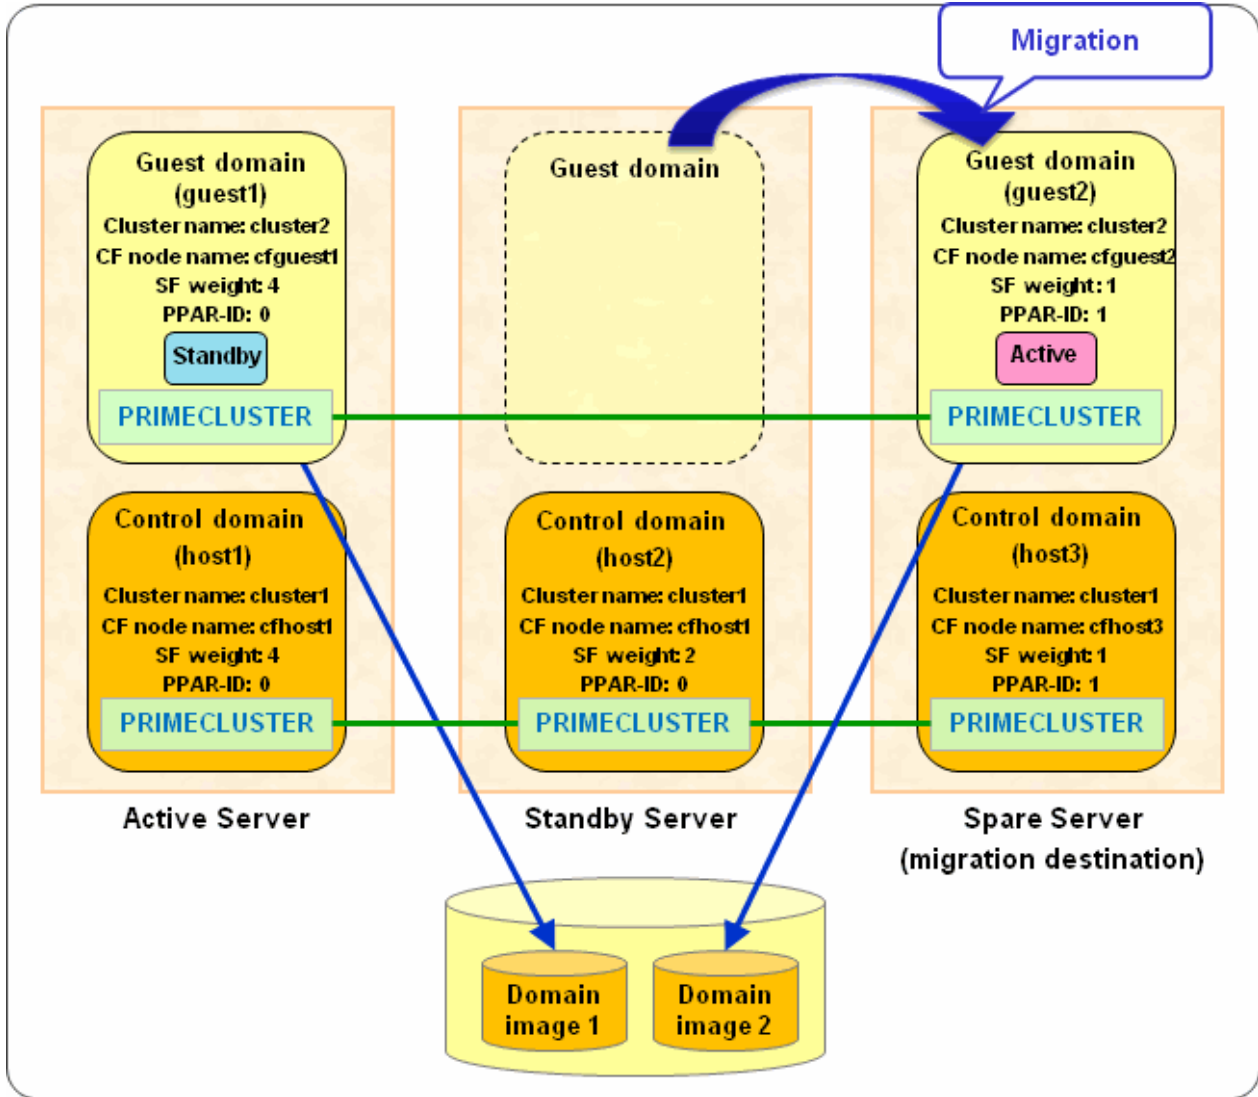 Migration
Guest domain
(guest1)
Cluster name: cluster2
CF node name: cfguest1
SF weight: 4
PPAR-ID: 0
Standby
PRIMECLUSTER
Guest domain
Guest domain
(guest2)
Cluster name: cluster2
CF node name: cfguest2
SF weight: 1
PPAR-ID: 1
Active
PRIMECLUSTER
Control domain
(host1)
Cluster name: cluster1
CF node name: cfhost1
SF weight: 4
PPAR-ID: 0
PRIMECLUSTER
Control domain
(host2)
Cluster name: cluster1
CF node name: cfhost1
SF weight: 2
PPAR-ID: 0
PRIMECLUSTER
Control domain
(host3)
Cluster name: cluster1
CF node name: cfhost3
SF weight: 1
PPAR-ID: 1
PRIMECLUSTER
Active Server
Standby Server
Spare Server
(migration destination)
Domain
image 1
Domain
image 2